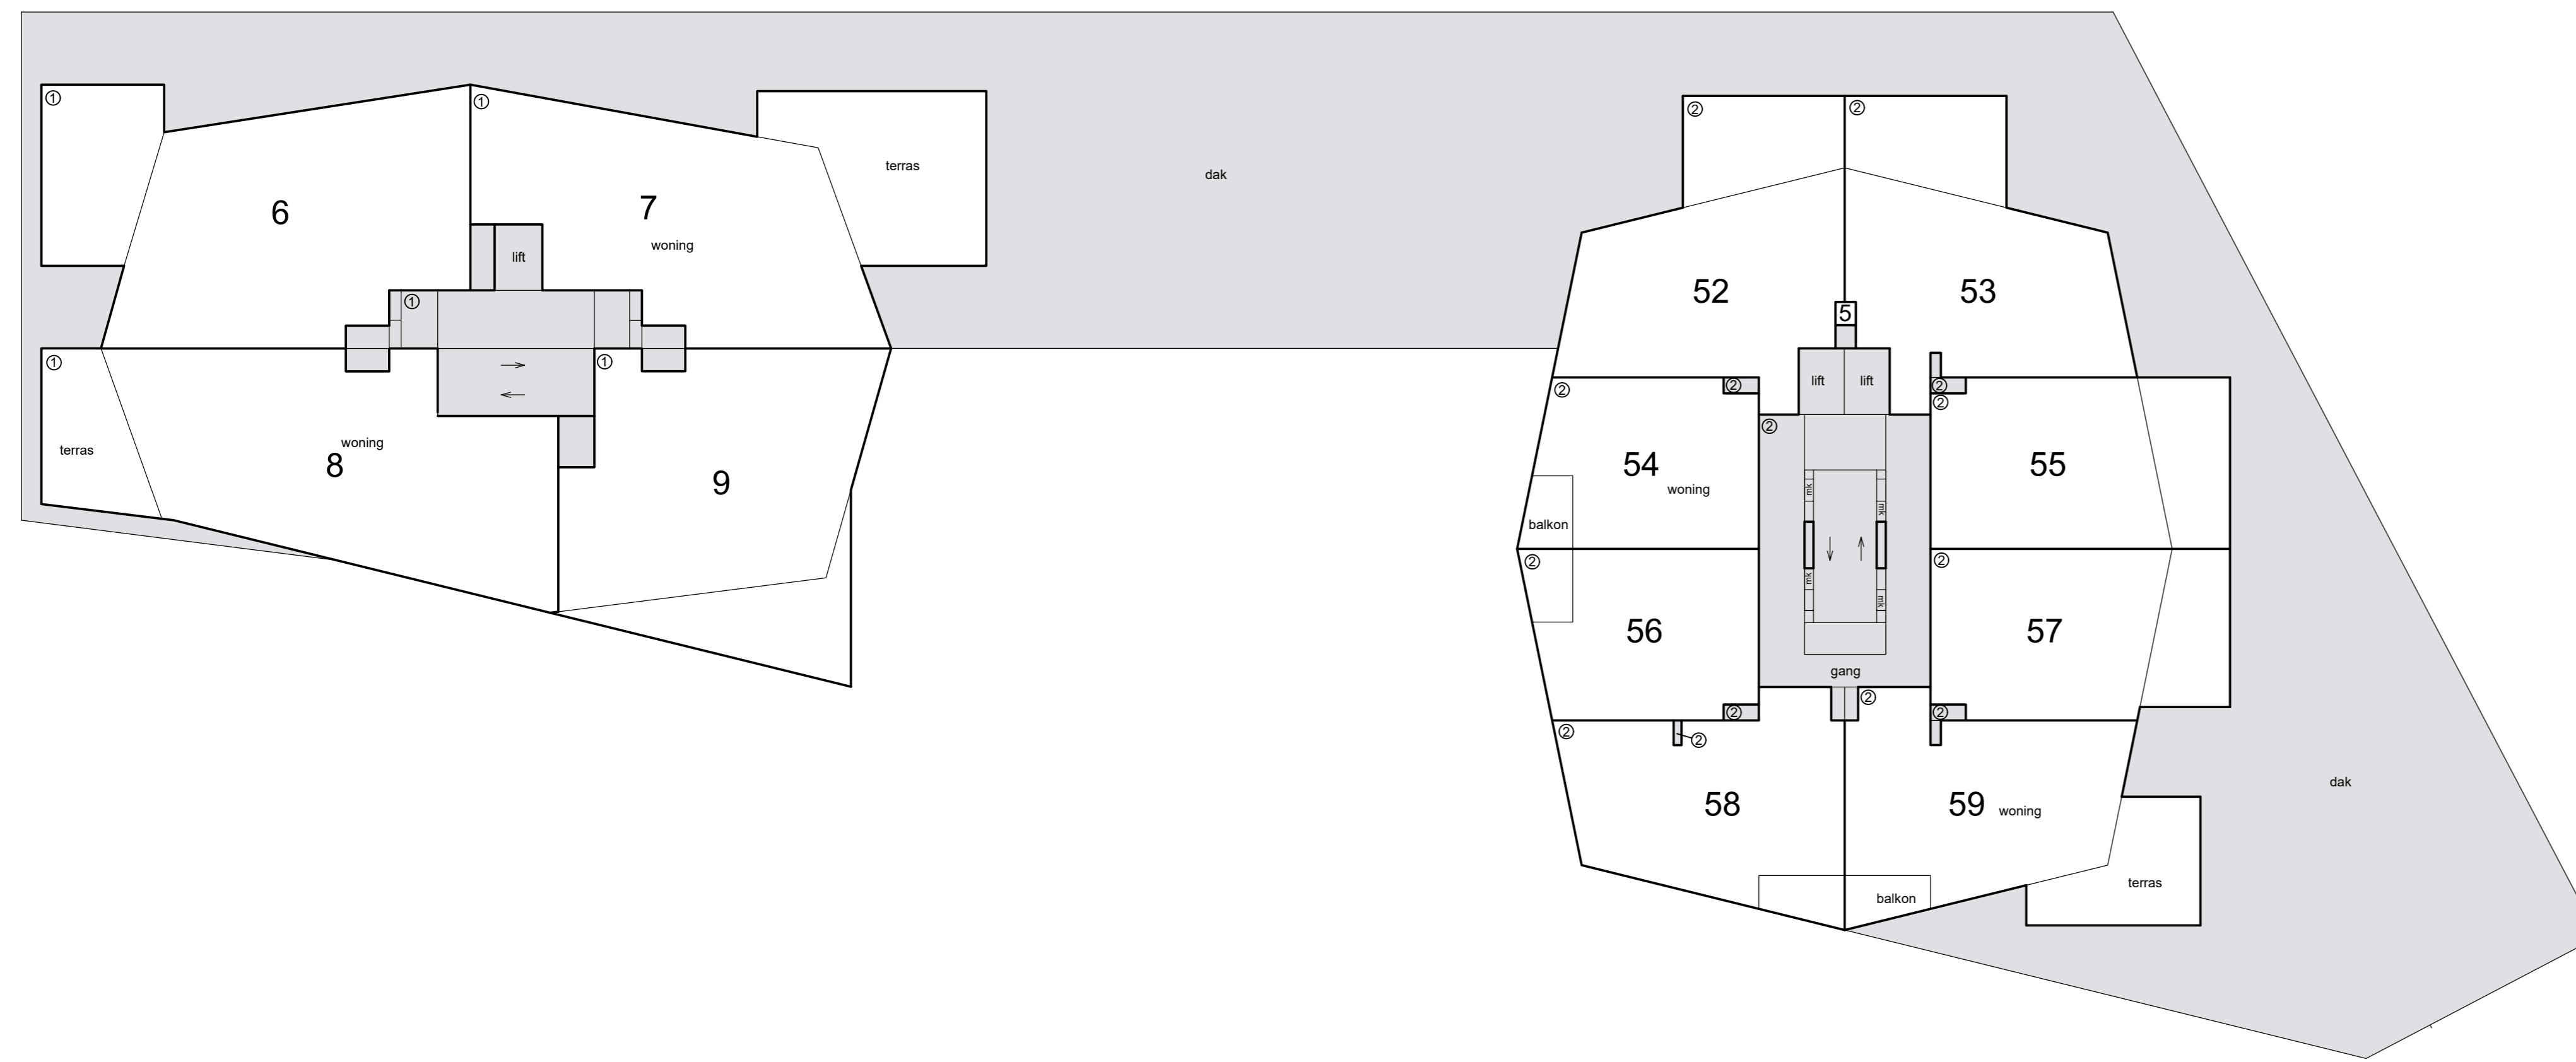 ①
①
terras
6
7
woning
lift
①
dak
①
①
terras
woning
8
9
②
②
52
53
5
lift
lift
②
②
②
②
②
②
54
woning
55
mk
mk
balkon
②
②
mk
mk
56
57
gang
②
②
②
②
②
58
59
woning
balkon
terras
dak